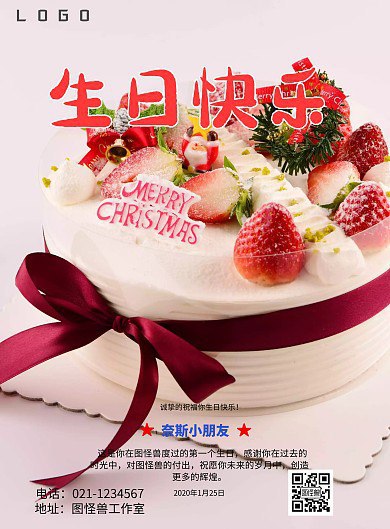 LOGO
生日快乐
MERRY
CHRISTMAS
诚挚的祝福你生日快乐！
奈斯小朋友
这是你在图怪兽度过的第一个生日，感谢你在过去的
时光中，对图怪兽的付出，祝愿你未来的岁月中，创造
更多的辉煌。
电话：021-1234567
2020年1月25日
地址：图怪兽工作室